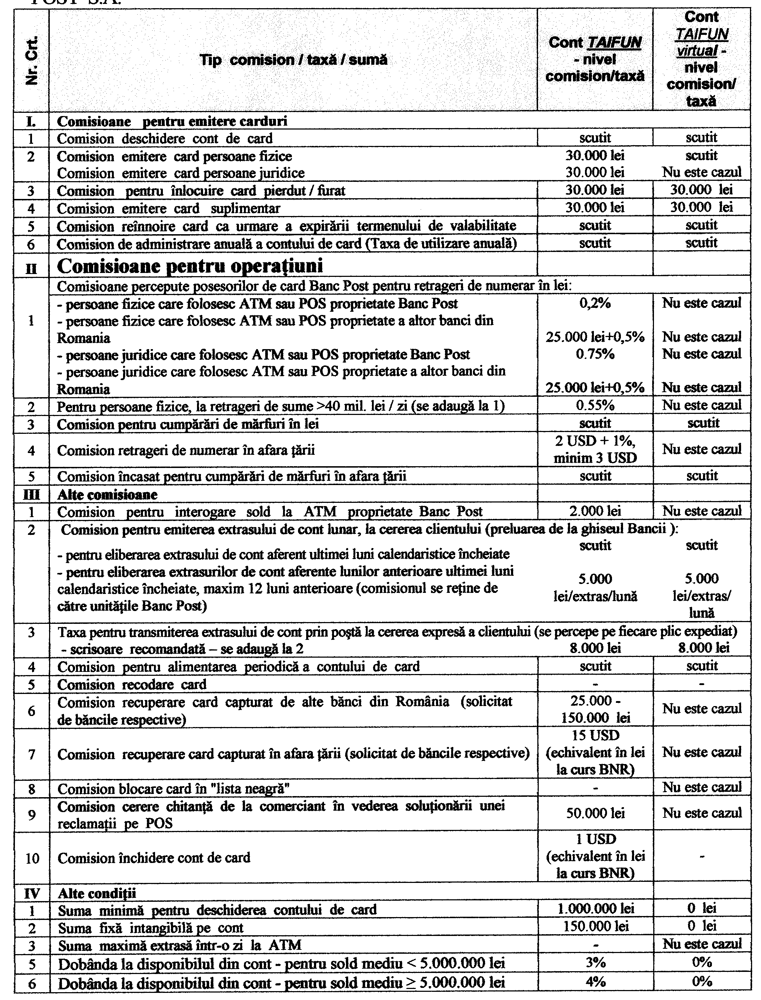 POST S.A.
Nr. Crt.
Tip comision / taxă / sumă
Cont TAIFUN
- nivel
comision/taxă
Cont
TAIFUN
virtual -
nivel
comision/
taxă
I. Comisioane pentru emitere carduri
1 Comision deschidere cont de card scutit scutit
2 Comision emitere card persoane fizice 30.000 lei scutit
Comision emitere card persoane juridice 30.000 lei Nu este cazul
3 Comision pentru înlocuire card pierdut / furat 30.000 lei 30.000 lei
4 Comision emitere card suplimentar 30.000 lei 30.000 lei
5 Comision reînnoire card ca urmare a expirării termenului de valabilitate scutit scutit
6 Comision de administrare anuală a contului de card (Taxa de utilizare anuală) scutit scutit
II Comisioane pentru operaţiuni
Comisioane percepute posesorilor de card Banc Post pentru retrageri de numerar în lei:
- persoane fizice care folosesc ATM sau POS proprietate Banc Post 0,2% Nu este cazul
1 - persoane fizice care folosesc ATM sau POS proprietate a altor banci din
Romania 25.000 lei+0,5% Nu este cazul
- persoane juridice care folosesc ATM sau POS proprietate Banc Post 0.75% Nu este cazul
- persoane juridice care folosesc ATM sau POS proprietate a altor banci din
Romania 25.000 lei+0,5% Nu este cazul
2 Pentru persoane fizice, la retrageri de sume >40 mil. lei / zi (se adaugă la 1) 0.55% Nu este cazul
3 Comision pentru cumpărări de mărfuri în lei scutit scutit
4 Comision retrageri de numerar în afara ţării
2 USD + 1%,
minim 3 USD
Nu este cazul
5 Comision încasat pentru cumpărări de mărfuri în afara ţării scutit scutit
III Alte comisioane
1 Comision pentru interogare sold la ATM proprietate Banc Post 2.000 lei Nu este cazul
2 Comision pentru emiterea extrasului de cont lunar, la cererea clientului (preluarea de la ghiseul Bancii ):
- pentru eliberarea extrasului de cont aferent ultimei luni calendaristice încheiate scutit scutit
- pentru eliberarea extrasurilor de cont aferente lunilor anterioare ultimei luni
calendaristice încheiate, maxim 12 luni anterioare (comisionul se reţine de
către unităţile Banc Post)
5.000
lei/extras/lună
5.000
lei/extras/
lună
3 Taxa pentru transmiterea extrasului de cont prin poştă la cererea expresă a clientului (se percepe pe fiecare plic expediat)
- scrisoare recomandată – se adaugă la 2 8.000 lei 8.000 lei
4 Comision pentru alimentarea periodică a contului de card scutit scutit
5 Comision recodare card - -
6 Comision recuperare card capturat de alte bănci din România (solicitat
de băncile respective)
25.000 -
150.000 lei
Nu este cazul
7 Comision recuperare card capturat în afara ţării (solicitat de băncile respective)
15 USD
(echivalent în lei
la curs BNR)
Nu este cazul
8 Comision blocare card în "lista neagră" - Nu este cazul
9 Comision cerere chitanţă de la comerciant în vederea soluţionării unei
reclamaţii pe POS
50.000 lei Nu este cazul
10 Comision închidere cont de card
1 USD
(echivalent în lei
la curs BNR)
-
IV Alte condiţii
1 Suma minimă pentru deschiderea contului de card 1.000.000 lei 0 lei
2 Suma fixă intangibilă pe cont 150.000 lei 0 lei
3 Suma maximă extrasă într-o zi la ATM - Nu este cazul
5 Dobânda la disponibilul din cont - pentru sold mediu < 5.000.000 lei 3% 0%
6 Dobânda la disponibilul din cont - pentru sold mediu ≥ 5.000.000 lei 4% 0%